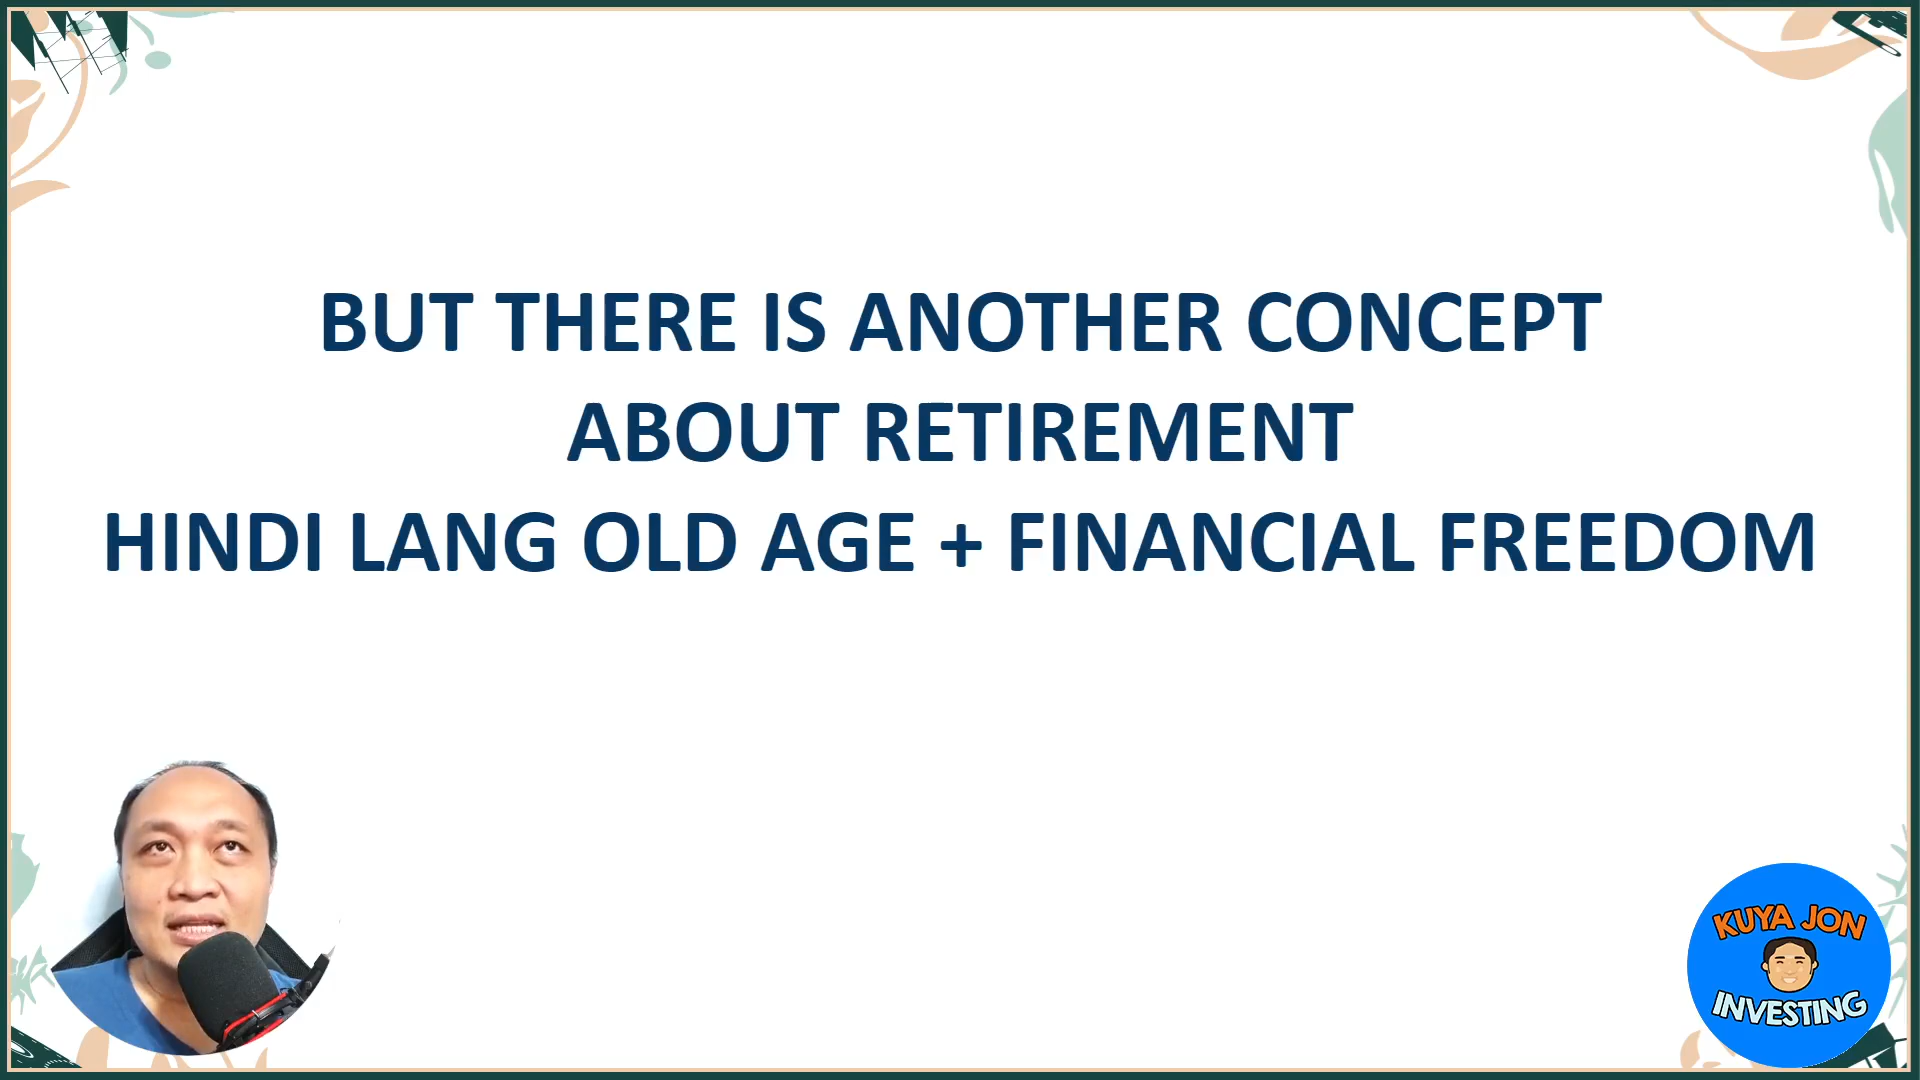 BUT THERE IS ANOTHER CONCEPT
ABOUT RETIREMENT
HINDI LANG OLD AGE + FINANCIAL FREEDOM
KUYA JON
INVESTING